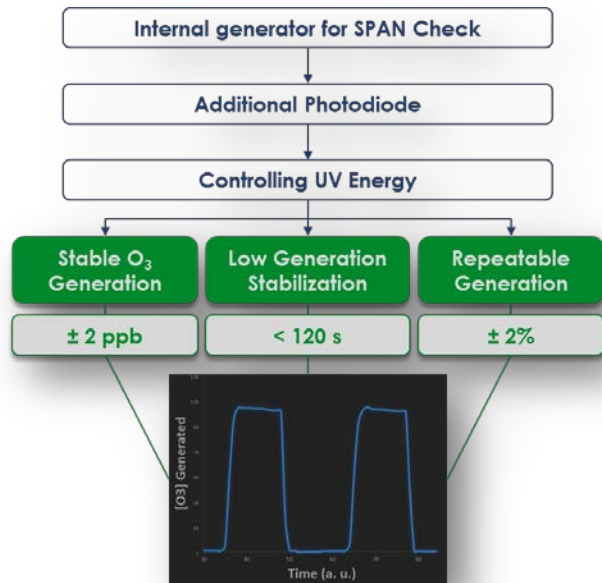 Internal generator for SPAN Check
Additional Photodiode
Controlling UV Energy
Stable O₃
Generation
Low Generation
Stabilization
Repeatable
Generation
± 2 ppb
< 120 s
± 2%
[O3] Generated
Time (a. u.)